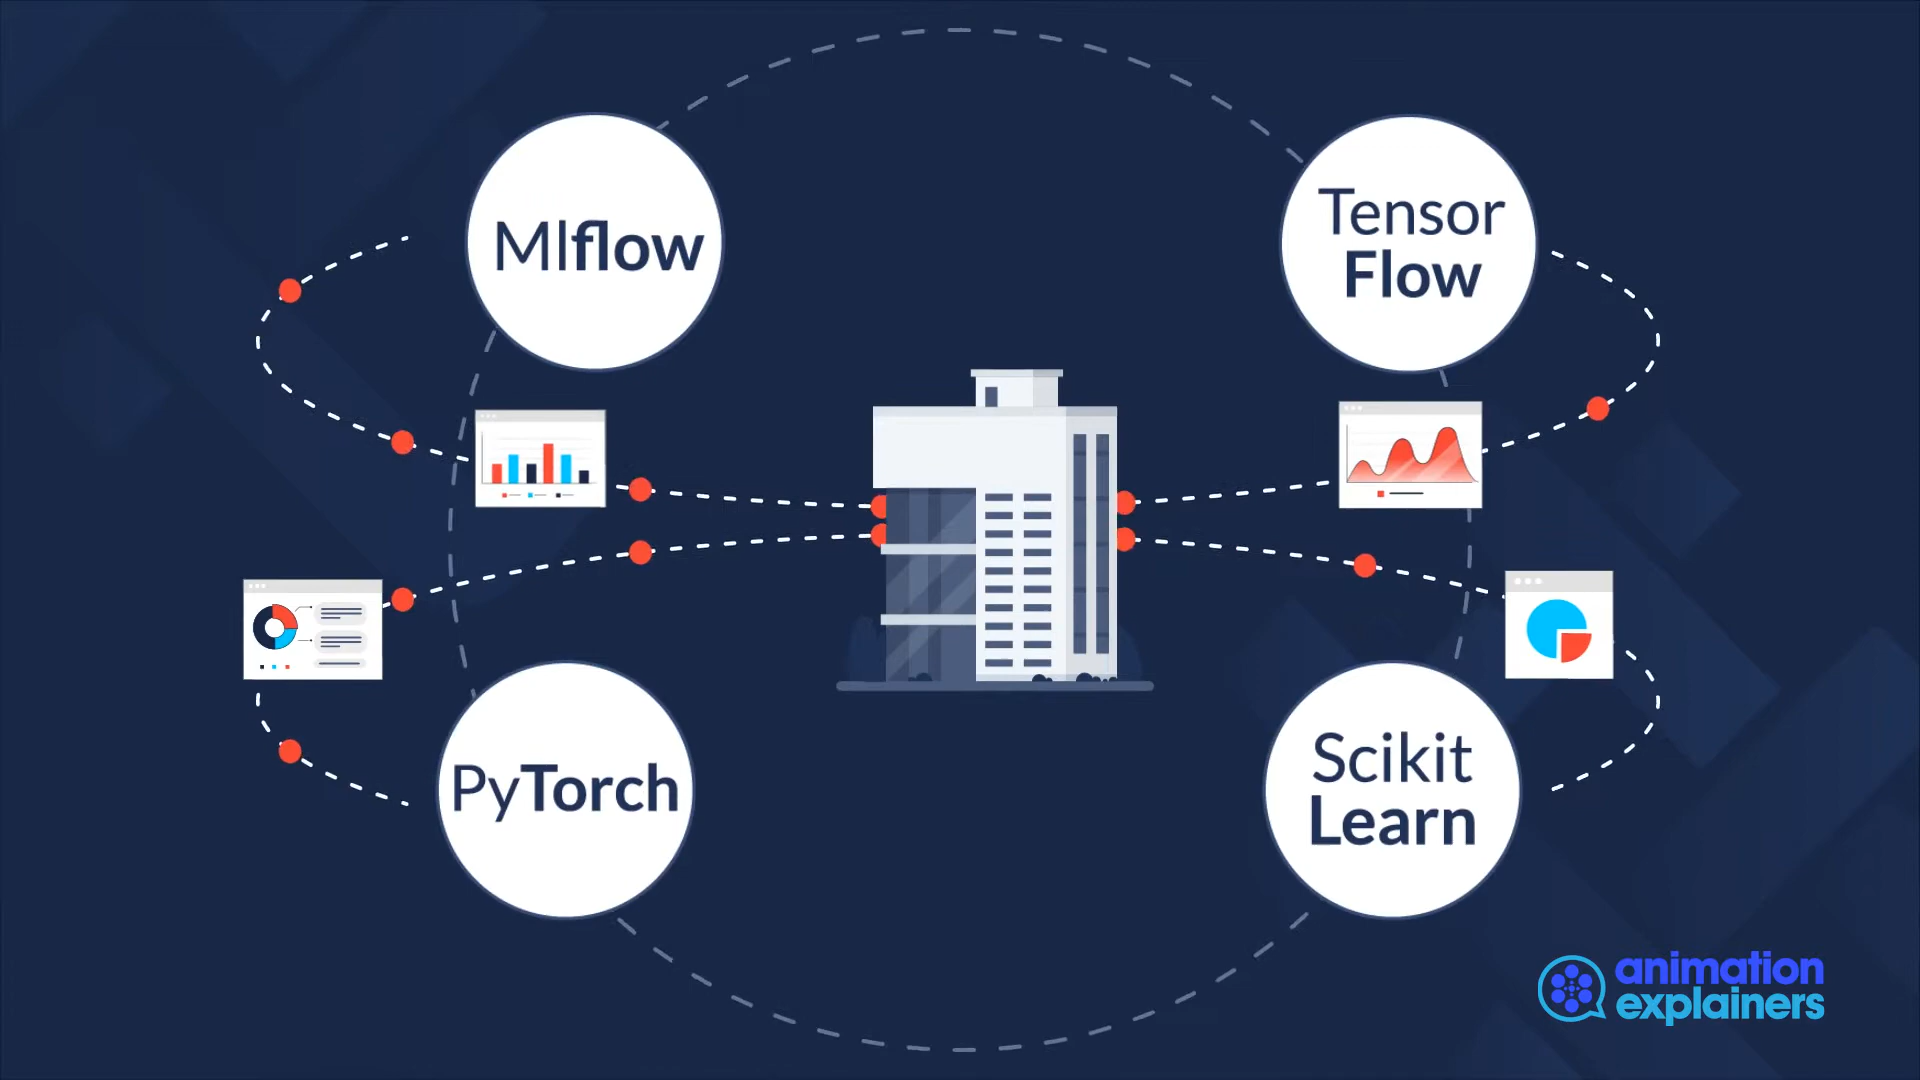 Mlflow
Tensor
Flow
PyTorch
Scikit
Learn
animation
explainers